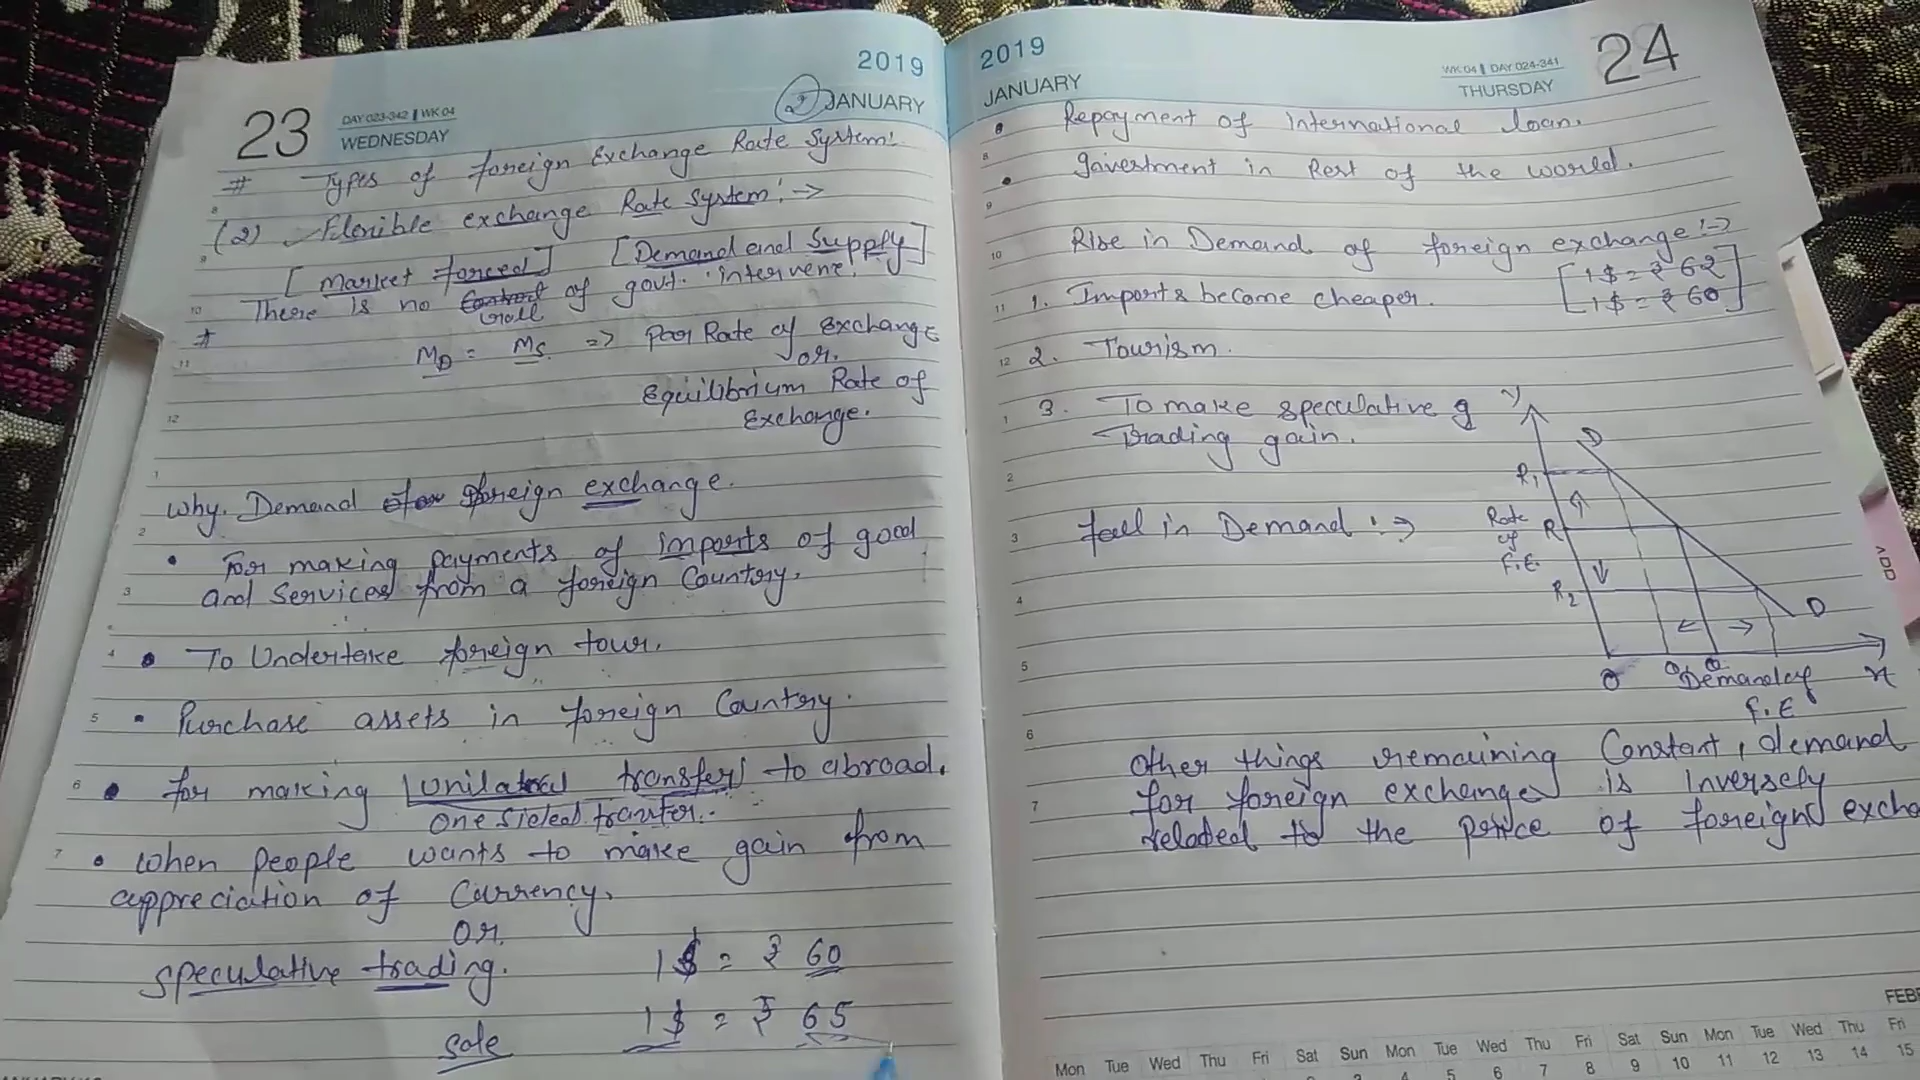 2019
2 JANUARY
23
DAY 023-342 | WK 04
WEDNESDAY
# Types of foreign Exchange Rate System:
(2) Flexible exchange Rate System :->
[Market forced] [Demand and Supply]
There is no Control of govt. intervene.
# MD = MS => Parr Rate of Exchange
or.
Equilibrium Rate of
Exchange.
Why. Demand foreign exchange.
• For making payments of imports of good
and Services from a foreign Country.
• To Undertake foreign tour.
• Purchase assets in foreign Country.
• for making unilateral transfer to abroad.
One sided transfer.
• When people wants to make gain from
appreciation of Currency.
Or.
speculative trading. 1$ = ₹ 60
sale 1$ = ₹ 65
2019
JANUARY
WK 04 | DAY 024-341
THURSDAY
24
• Repayment of International loan.
• in Rest of the world.
Rise in Demand of foreign exchange :->
1. Imports become cheaper. [1$ = ₹ 62
1$ = ₹ 60]
2. Tourism.
3. To make speculative
Trading gain.
fall in Demand :->
Y
D
R1
Rate of F.E.
R
R2
D
O
Q
Demand of
F.E
X
Other things remaining Constant, demand
for foreign exchange is Inversely
related to the price of foreign excha
FEB
Mon Tue Wed Thu Fri Sat Sun Mon Tue Wed Thu Fri Sat Sun Mon Tue Wed Thu Fri
4 5 6 7 8 9 10 11 12 13 14 15